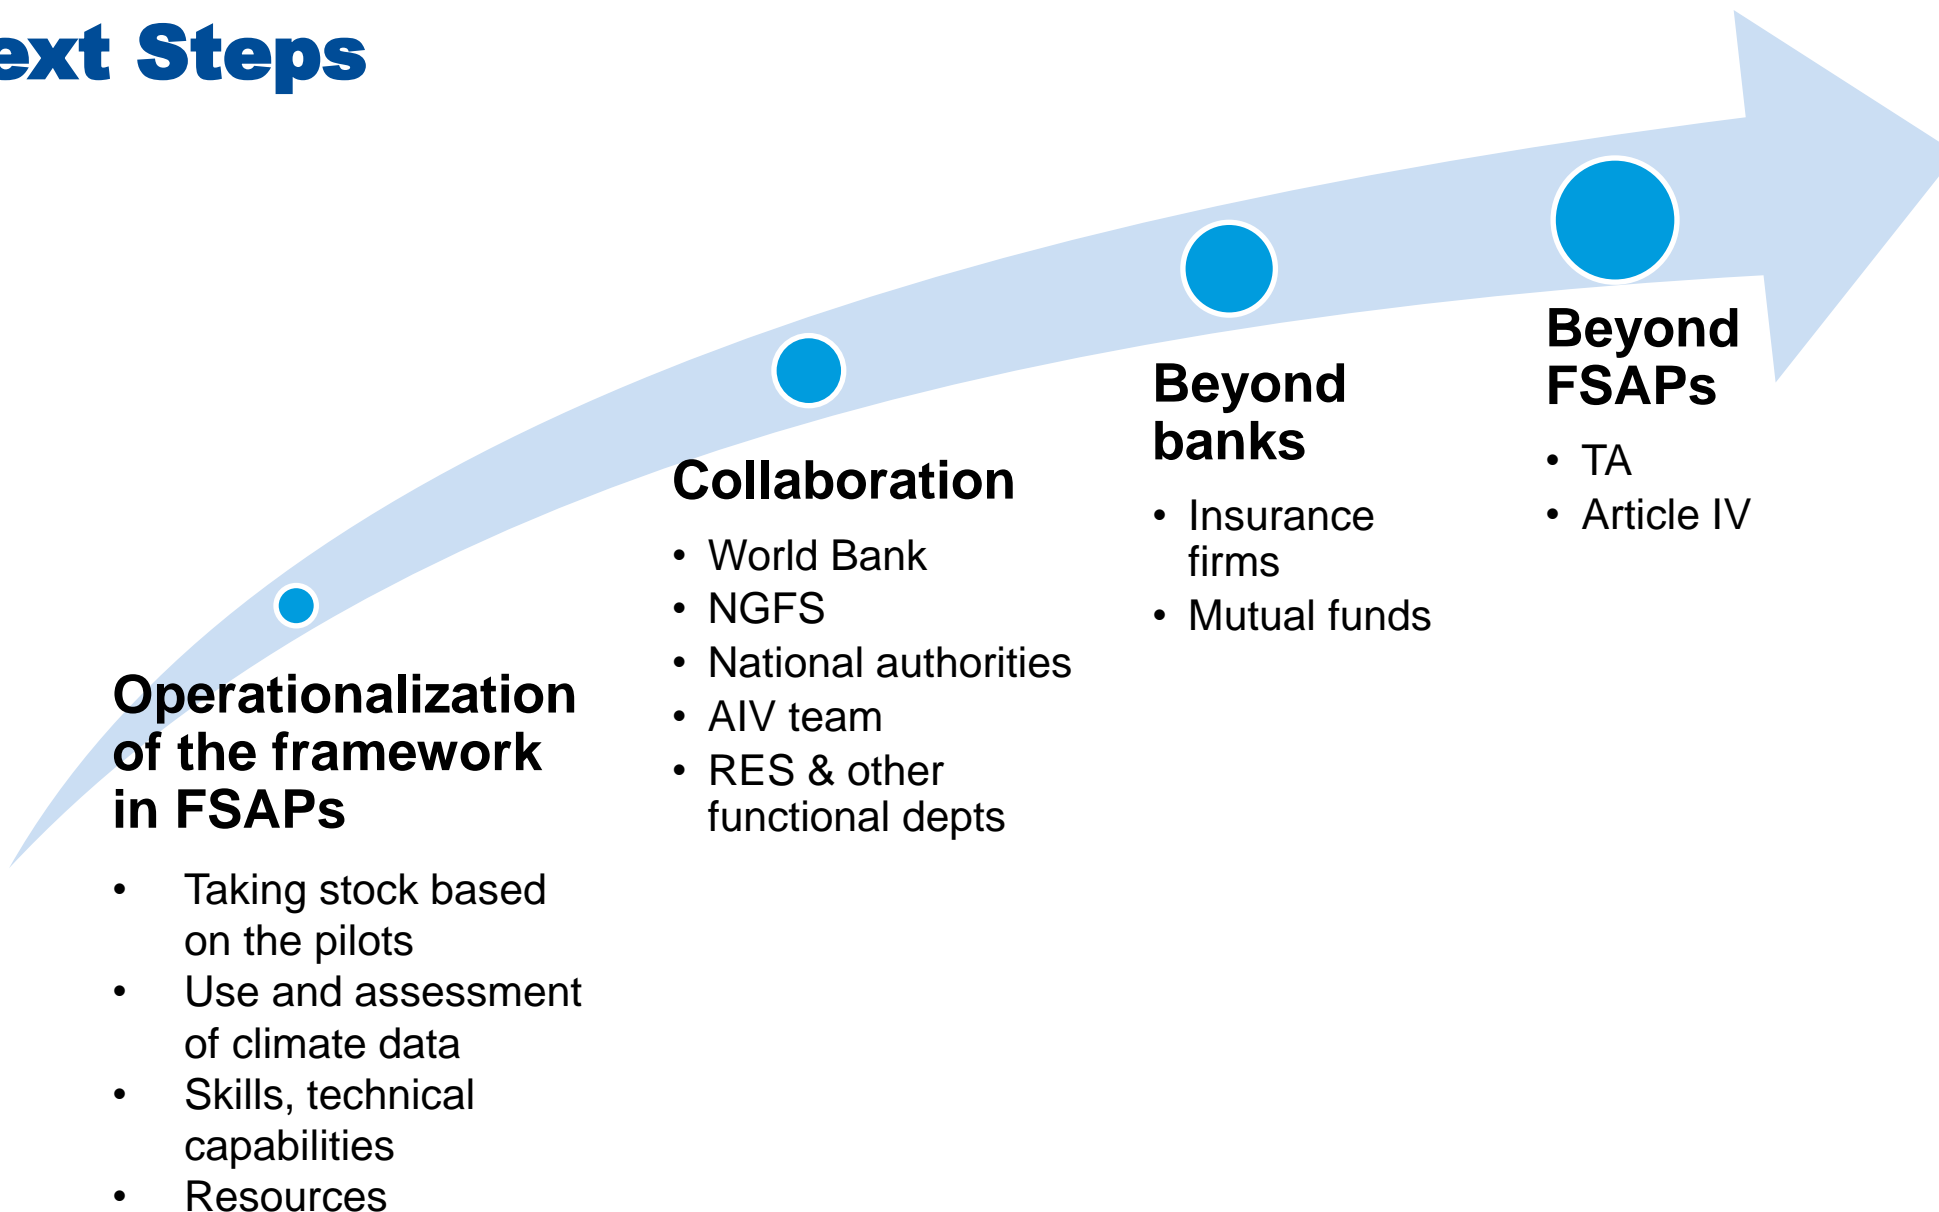 ext Steps
Operationalization
of the framework
in FSAPs
• Taking stock based
on the pilots
• Use and assessment
of climate data
• Skills, technical
capabilities
• Resources
Collaboration
• World Bank
• NGFS
• National authorities
• AIV team
• RES & other
functional depts
Beyond
banks
• Insurance
firms
• Mutual funds
Beyond
FSAPs
• TA
• Article IV